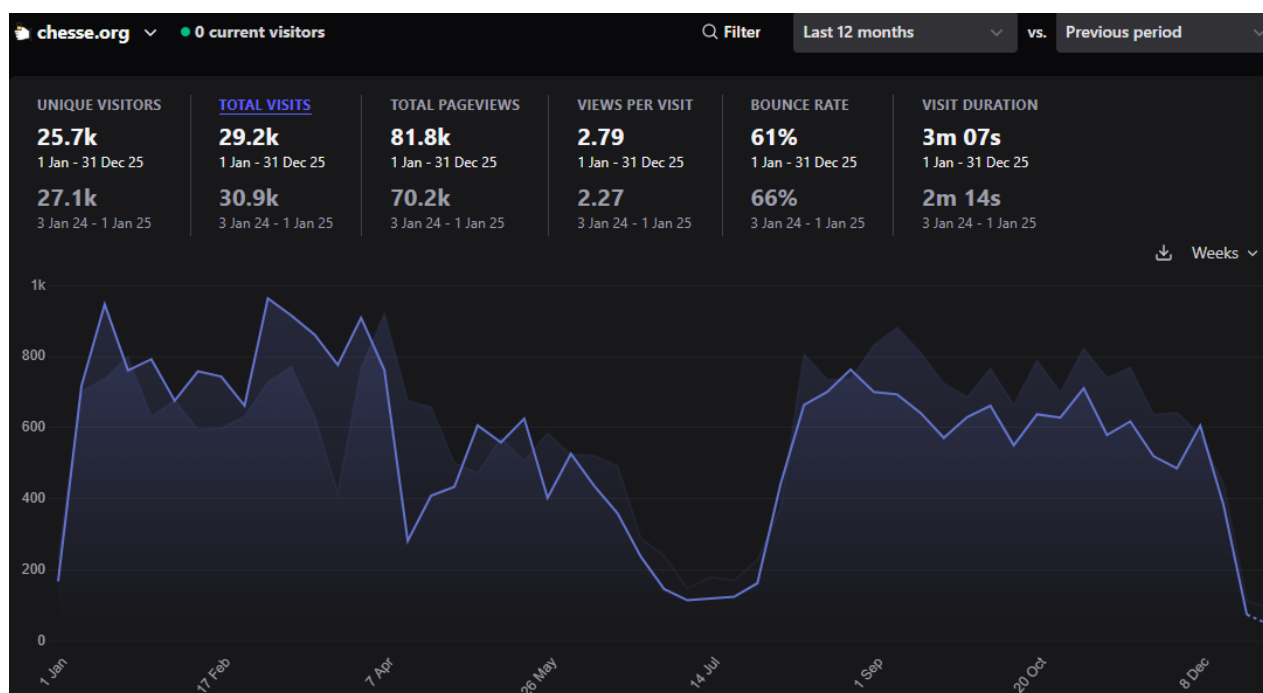 chesse.org 0 current visitors Filter Last 12 months vs. Previous period
UNIQUE VISITORS TOTAL VISITS TOTAL PAGEVIEWS VIEWS PER VISIT BOUNCE RATE VISIT DURATION
25.7k 29.2k 81.8k 2.79 61% 3m 07s
1 Jan - 31 Dec 25 1 Jan - 31 Dec 25 1 Jan - 31 Dec 25 1 Jan - 31 Dec 25 1 Jan - 31 Dec 25 1 Jan - 31 Dec 25
27.1k 30.9k 70.2k 2.27 66% 2m 14s
3 Jan 24 - 1 Jan 25 3 Jan 24 - 1 Jan 25 3 Jan 24 - 1 Jan 25 3 Jan 24 - 1 Jan 25 3 Jan 24 - 1 Jan 25 3 Jan 24 - 1 Jan 25
Weeks
1k
800
600
400
200
0
1 Jan 17 Feb 7 Apr 26 May 14 Jul 1 Sep 20 Oct 8 Dec